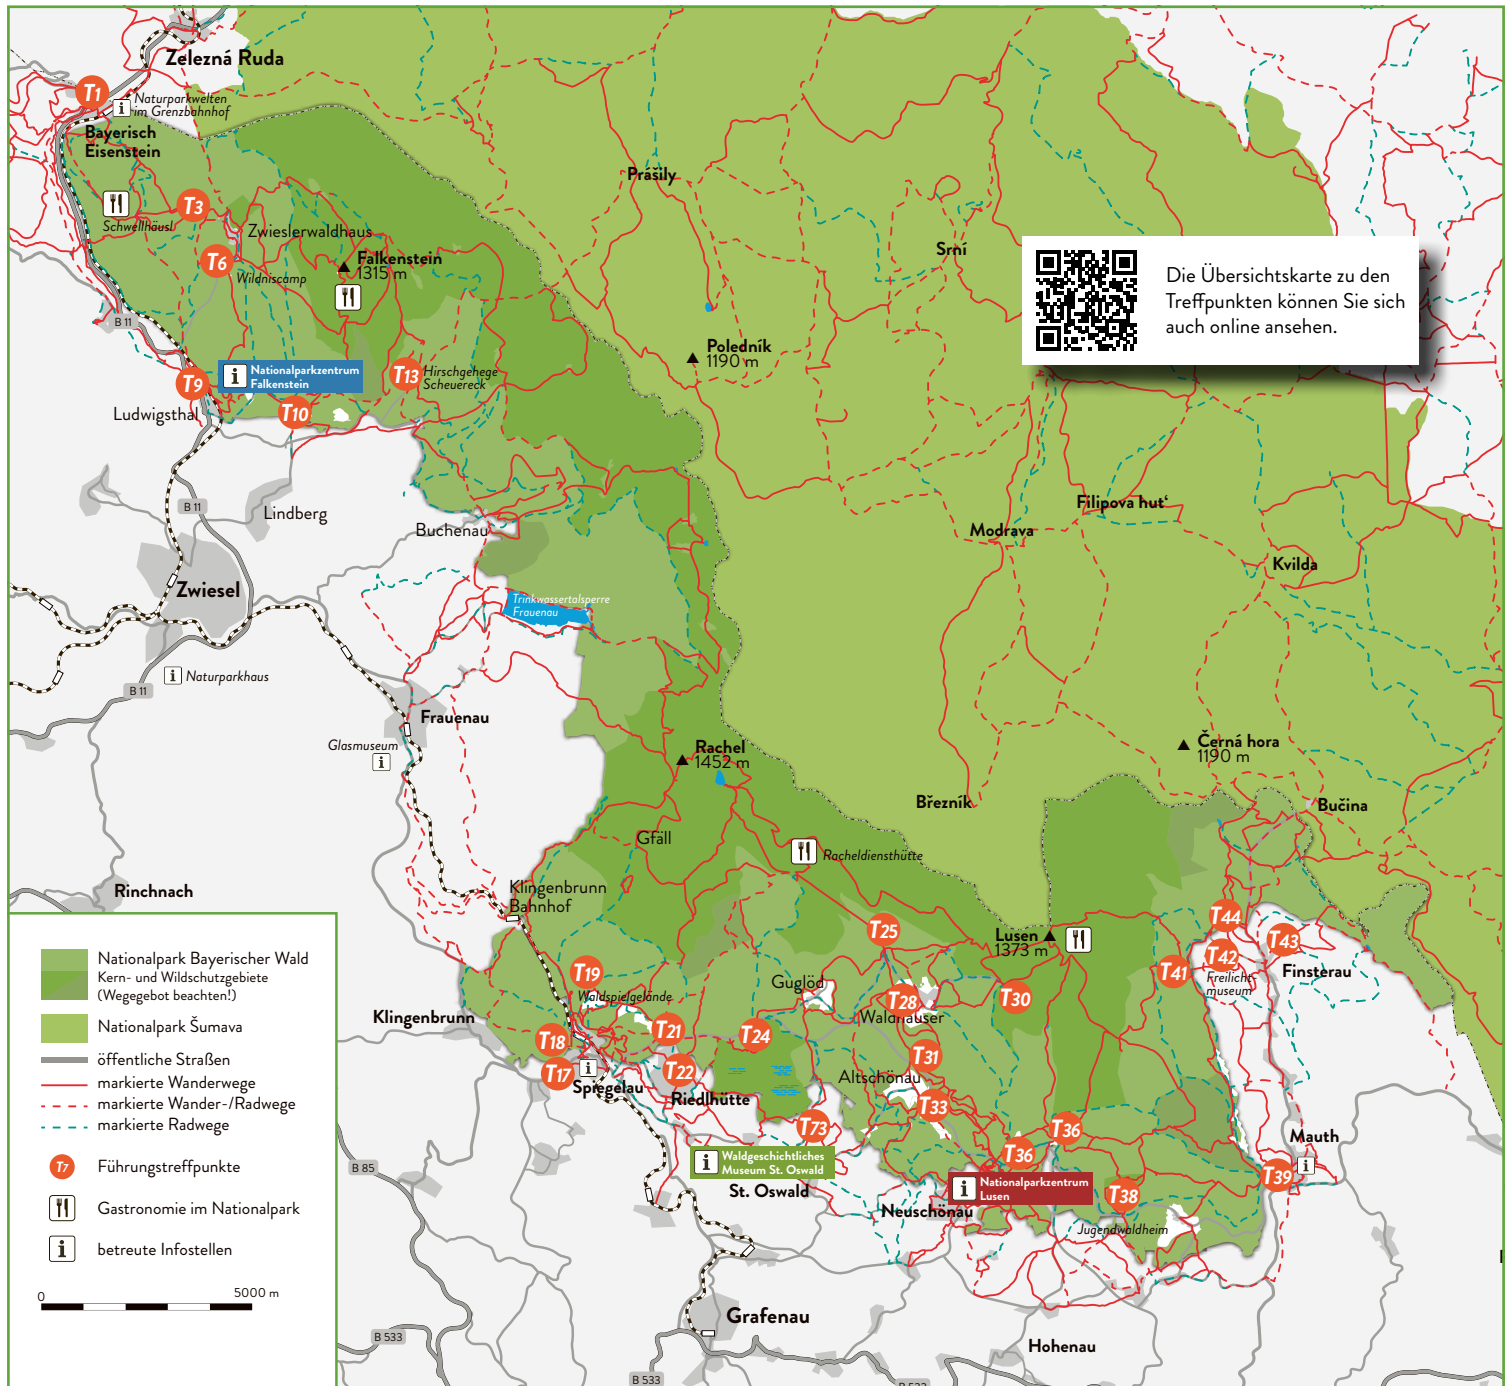 Zelezná Ruda
T1
Naturparkwelten
im Grenzbahnhof
Bayerisch
Eisenstein
Schwellhäusl
T3
Zwieslerwaldhaus
T6
Wildniscamp
Falkenstein
1315 m
B 11
T9
Nationalparkzentrum
Falkenstein
T13
Hirschgehege
Scheuereck
Ludwigsthal
T10
Prášily
Srní
Poledník
1190 m
Die Übersichtskarte zu den
Treffpunkten können Sie sich
auch online ansehen.
B 11
Lindberg
Buchenau
Modrava
Filipova hut‘
Kvilda
Zwiesel
Trinkwassertalsperre
Frauenau
Naturparkhaus
B 11
Frauenau
Glasmuseum
Rachel
1452 m
Černá hora
1190 m
Březník
Bučina
Gfäll
Racheldiensthütte
Rinchnach
Klingenbrunn
Bahnhof
T25
Lusen
1373 m
T44
T43
T42
T41
Finsterau
Freilicht-
museum
T19
Waldspielgelände
Guglöd
T28
Waldhäuser
T30
Klingenbrunn
T18
T21
T24
T17
Spiegelau
T22
Riedlhütte
T31
Altschönau
T33
T73
T36
T36
Mauth
T39
Waldgeschichtliches
Museum St. Oswald
St. Oswald
Nationalparkzentrum
Lusen
Neuschönau
T38
Jugendwaldheim
B 85
Grafenau
B 533
B 533
B 533
Hohenau
Nationalpark Bayerischer Wald
Kern- und Wildschutzgebiete
(Wegegebot beachten!)
Nationalpark Šumava
öffentliche Straßen
markierte Wanderwege
markierte Wander-/Radwege
markierte Radwege
T7
Führungstreffpunkte
Gastronomie im Nationalpark
betreute Infostellen
0
5000 m